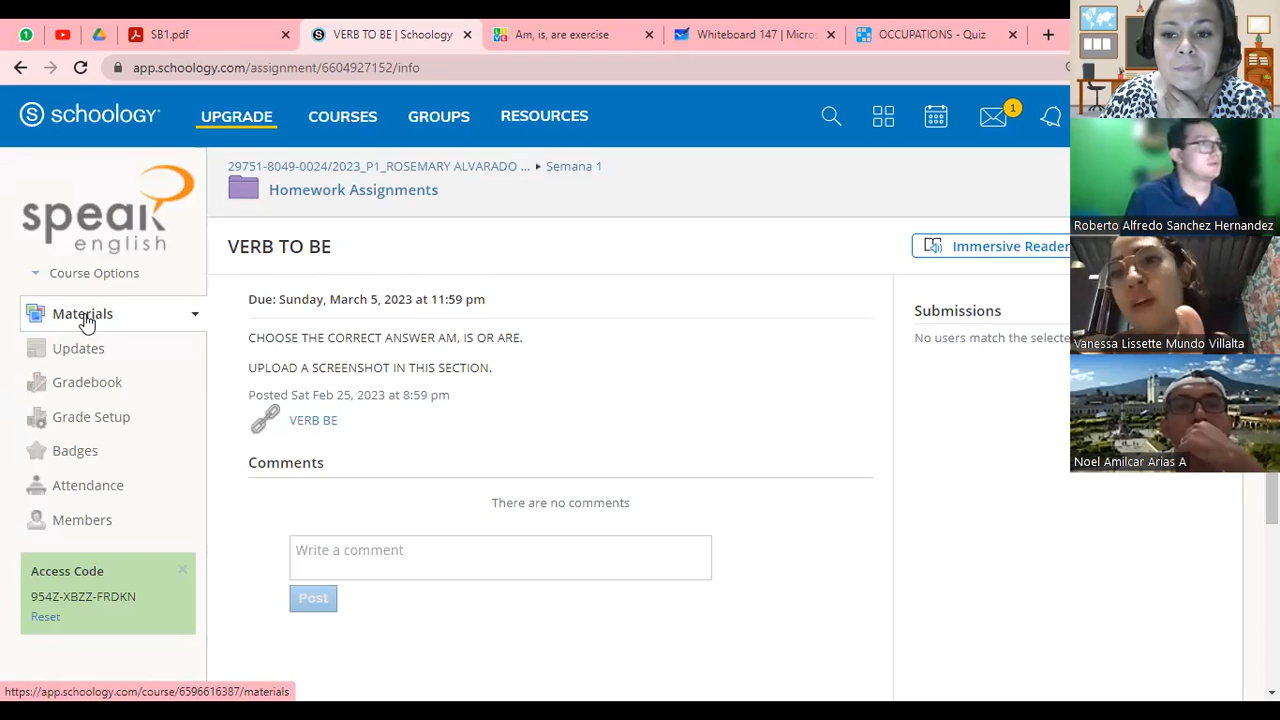 SB1.pdf
VERB TO BE | Schoology
Am, is, are exercise
Whiteboard 147 | Micros
OCCUPATIONS - Quiz
app.schoology.com/assignment/6604927152/info
schoology
UPGRADE
COURSES
GROUPS
RESOURCES
1
29751-8049-0024/2023_P1_ROSEMARY ALVARADO ...
Semana 1
Homework Assignments
speak
english
Course Options
Materials
Updates
Gradebook
Grade Setup
Badges
Attendance
Members
Access Code
954Z-XBZZ-FRDKN
Reset
VERB TO BE
Immersive Reader
Due: Sunday, March 5, 2023 at 11:59 pm
CHOOSE THE CORRECT ANSWER AM, IS OR ARE.
UPLOAD A SCREENSHOT IN THIS SECTION.
Posted Sat Feb 25, 2023 at 8:59 pm
VERB BE
Comments
There are no comments
Write a comment
Post
Submissions
No users match the selecte
Roberto Alfredo Sanchez Hernandez
Vanessa Lissette Mundo Villalta
Noel Amilcar Arias A
https://app.schoology.com/course/6596616387/materials